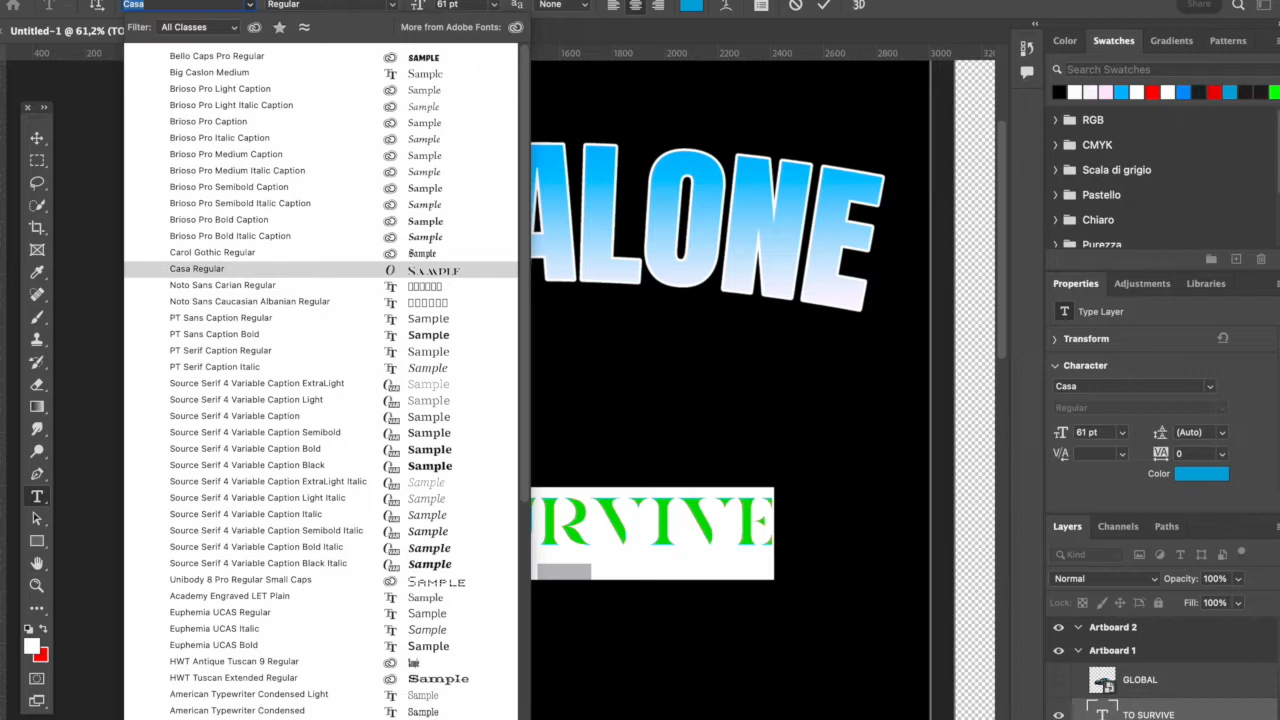 Casa
Regular
61 pt
None
3D
Share
Filter:
All Classes
More from Adobe Fonts:
Untitled-1 @ 61,2% (TO
400
1600
1800
2000
2200
2400
2600
2800
3000
Bello Caps Pro Regular SAMPLE
Big Caslon Medium Sample
Brioso Pro Light Caption Sample
Brioso Pro Light Italic Caption Sample
Brioso Pro Caption Sample
Brioso Pro Italic Caption Sample
Brioso Pro Medium Caption Sample
Brioso Pro Medium Italic Caption Sample
Brioso Pro Semibold Caption Sample
Brioso Pro Semibold Italic Caption Sample
Brioso Pro Bold Caption Sample
Brioso Pro Bold Italic Caption Sample
Carol Gothic Regular Sample
Casa Regular SAMPLE
Noto Sans Carian Regular
Noto Sans Caucasian Albanian Regular
PT Sans Caption Regular Sample
PT Sans Caption Bold Sample
PT Serif Caption Regular Sample
PT Serif Caption Italic Sample
Source Serif 4 Variable Caption ExtraLight Sample
Source Serif 4 Variable Caption Light Sample
Source Serif 4 Variable Caption Sample
Source Serif 4 Variable Caption Semibold Sample
Source Serif 4 Variable Caption Bold Sample
Source Serif 4 Variable Caption Black Sample
Source Serif 4 Variable Caption ExtraLight Italic Sample
Source Serif 4 Variable Caption Light Italic Sample
Source Serif 4 Variable Caption Italic Sample
Source Serif 4 Variable Caption Semibold Italic Sample
Source Serif 4 Variable Caption Bold Italic Sample
Source Serif 4 Variable Caption Black Italic Sample
Unibody 8 Pro Regular Small Caps SAMPLE
Academy Engraved LET Plain Sample
Euphemia UCAS Regular Sample
Euphemia UCAS Italic Sample
Euphemia UCAS Bold Sample
HWT Antique Tuscan 9 Regular Sample
HWT Tuscan Extended Regular Sample
American Typewriter Condensed Light Sample
American Typewriter Condensed Sample
ALONE
URVIVE
Color Swatches Gradients Patterns
Search Swatches
RGB
CMYK
Scala di grigio
Pastello
Chiaro
Purezza
Properties Adjustments Libraries
Type Layer
Transform
Character
Casa
Regular
61 pt (Auto)
0
Color
Layers Channels Paths
Kind
Normal Opacity: 100%
Lock: Fill: 100%
Artboard 2
Artboard 1
GLOBAL
TO SURVIVE